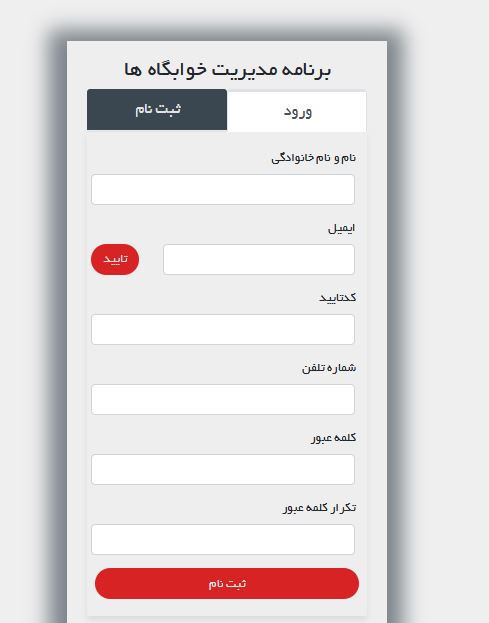 برنامه مدیریت خوابگاه ها
ورود
ثبت نام
نام و نام خانوادگی
ایمیل
تایید
کدتایید
شماره تلفن
کلمه عبور
تکرار کلمه عبور
ثبت نام